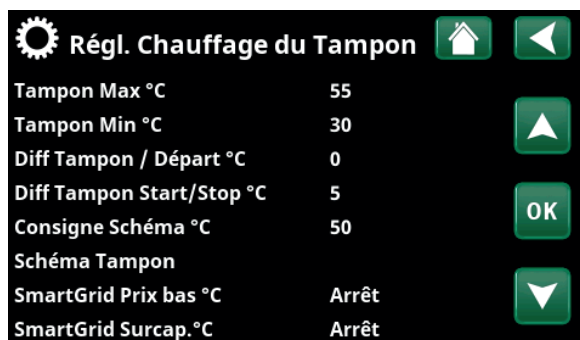 Régl. Chauffage du Tampon
Tampon Max °C 55
Tampon Min °C 30
Diff Tampon / Départ °C 0
Diff Tampon Start/Stop °C 5
Consigne Schéma °C 50
OK
Schéma Tampon
SmartGrid Prix bas °C Arrêt
SmartGrid Surcap.°C Arrêt